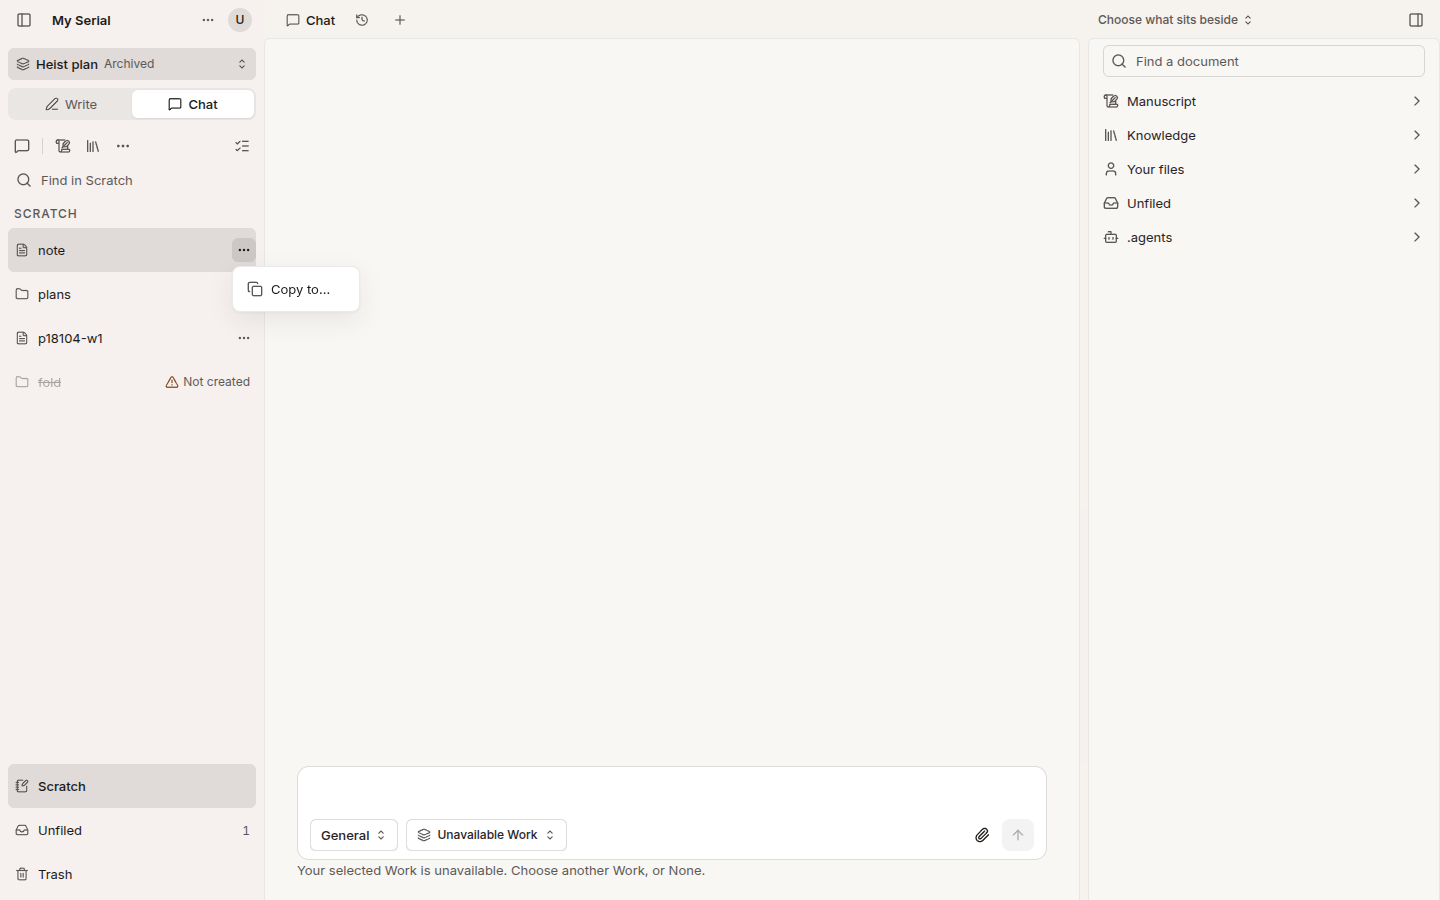 My Serial
U
Heist plan Archived
Write
Chat
Find in Scratch
SCRATCH
note
Copy to...
plans
p18104-w1
fold
Not created
Scratch
Unfiled 1
Trash
Chat
General
Unavailable Work
Your selected Work is unavailable. Choose another Work, or None.
Choose what sits beside
Find a document
Manuscript
Knowledge
Your files
Unfiled
.agents